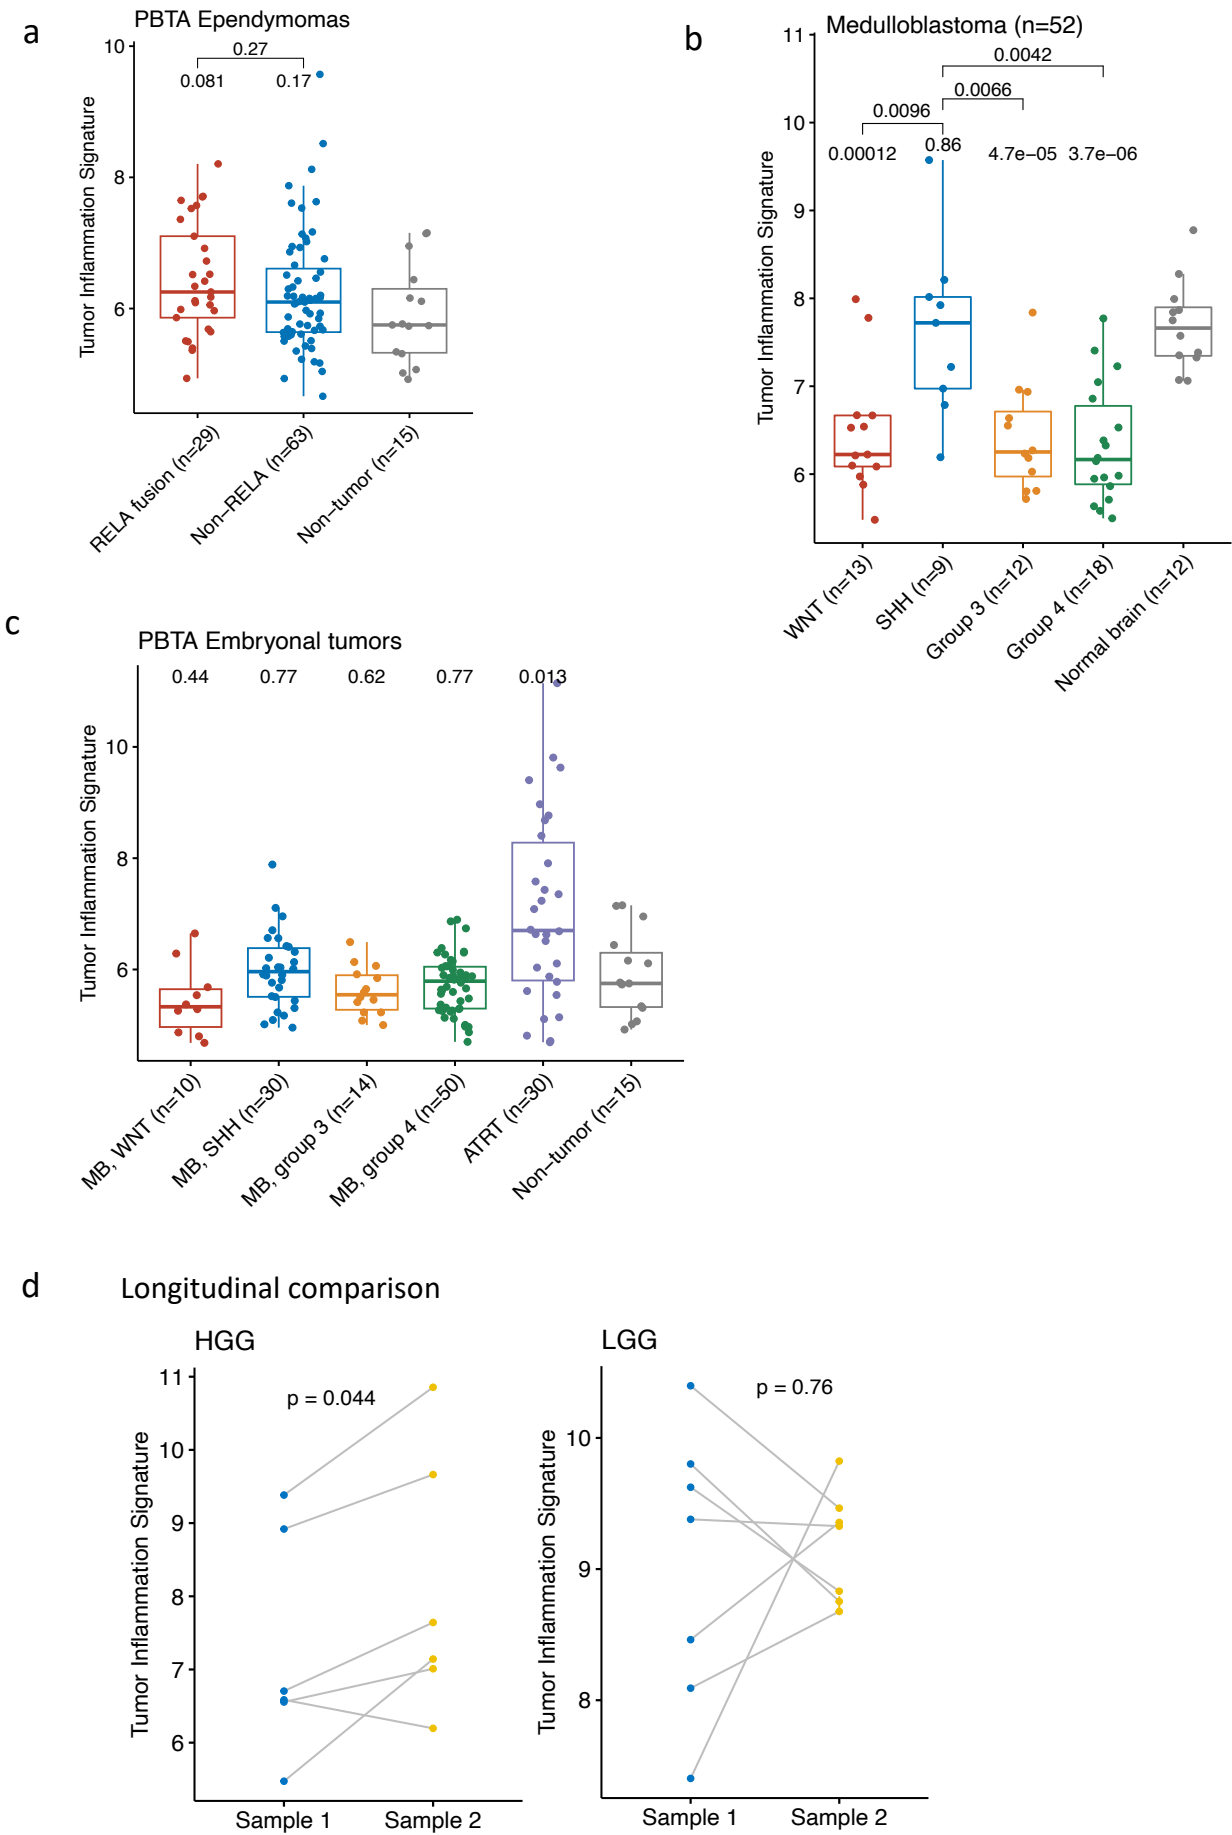 a
PBTA Ependymomas
Tumor Inflammation Signature
10
8
6
0.27
0.081
0.17
RELA fusion (n=29)
Non−RELA (n=63)
Non−tumor (n=15)
b
Medulloblastoma (n=52)
Tumor Inflammation Signature
11
10
9
8
7
6
0.0042
0.0066
0.0096
0.00012
0.86
4.7e−05
3.7e−06
WNT (n=13)
SHH (n=9)
Group 3 (n=12)
Group 4 (n=18)
Normal brain (n=12)
c
PBTA Embryonal tumors
Tumor Inflammation Signature
10
8
6
0.44
0.77
0.62
0.77
0.013
MB, WNT (n=10)
MB, SHH (n=30)
MB, group 3 (n=14)
MB, group 4 (n=50)
ATRT (n=30)
Non−tumor (n=15)
d
Longitudinal comparison
HGG
Tumor Inflammation Signature
11
10
9
8
7
6
p = 0.044
Sample 1
Sample 2
LGG
Tumor Inflammation Signature
10
9
8
p = 0.76
Sample 1
Sample 2